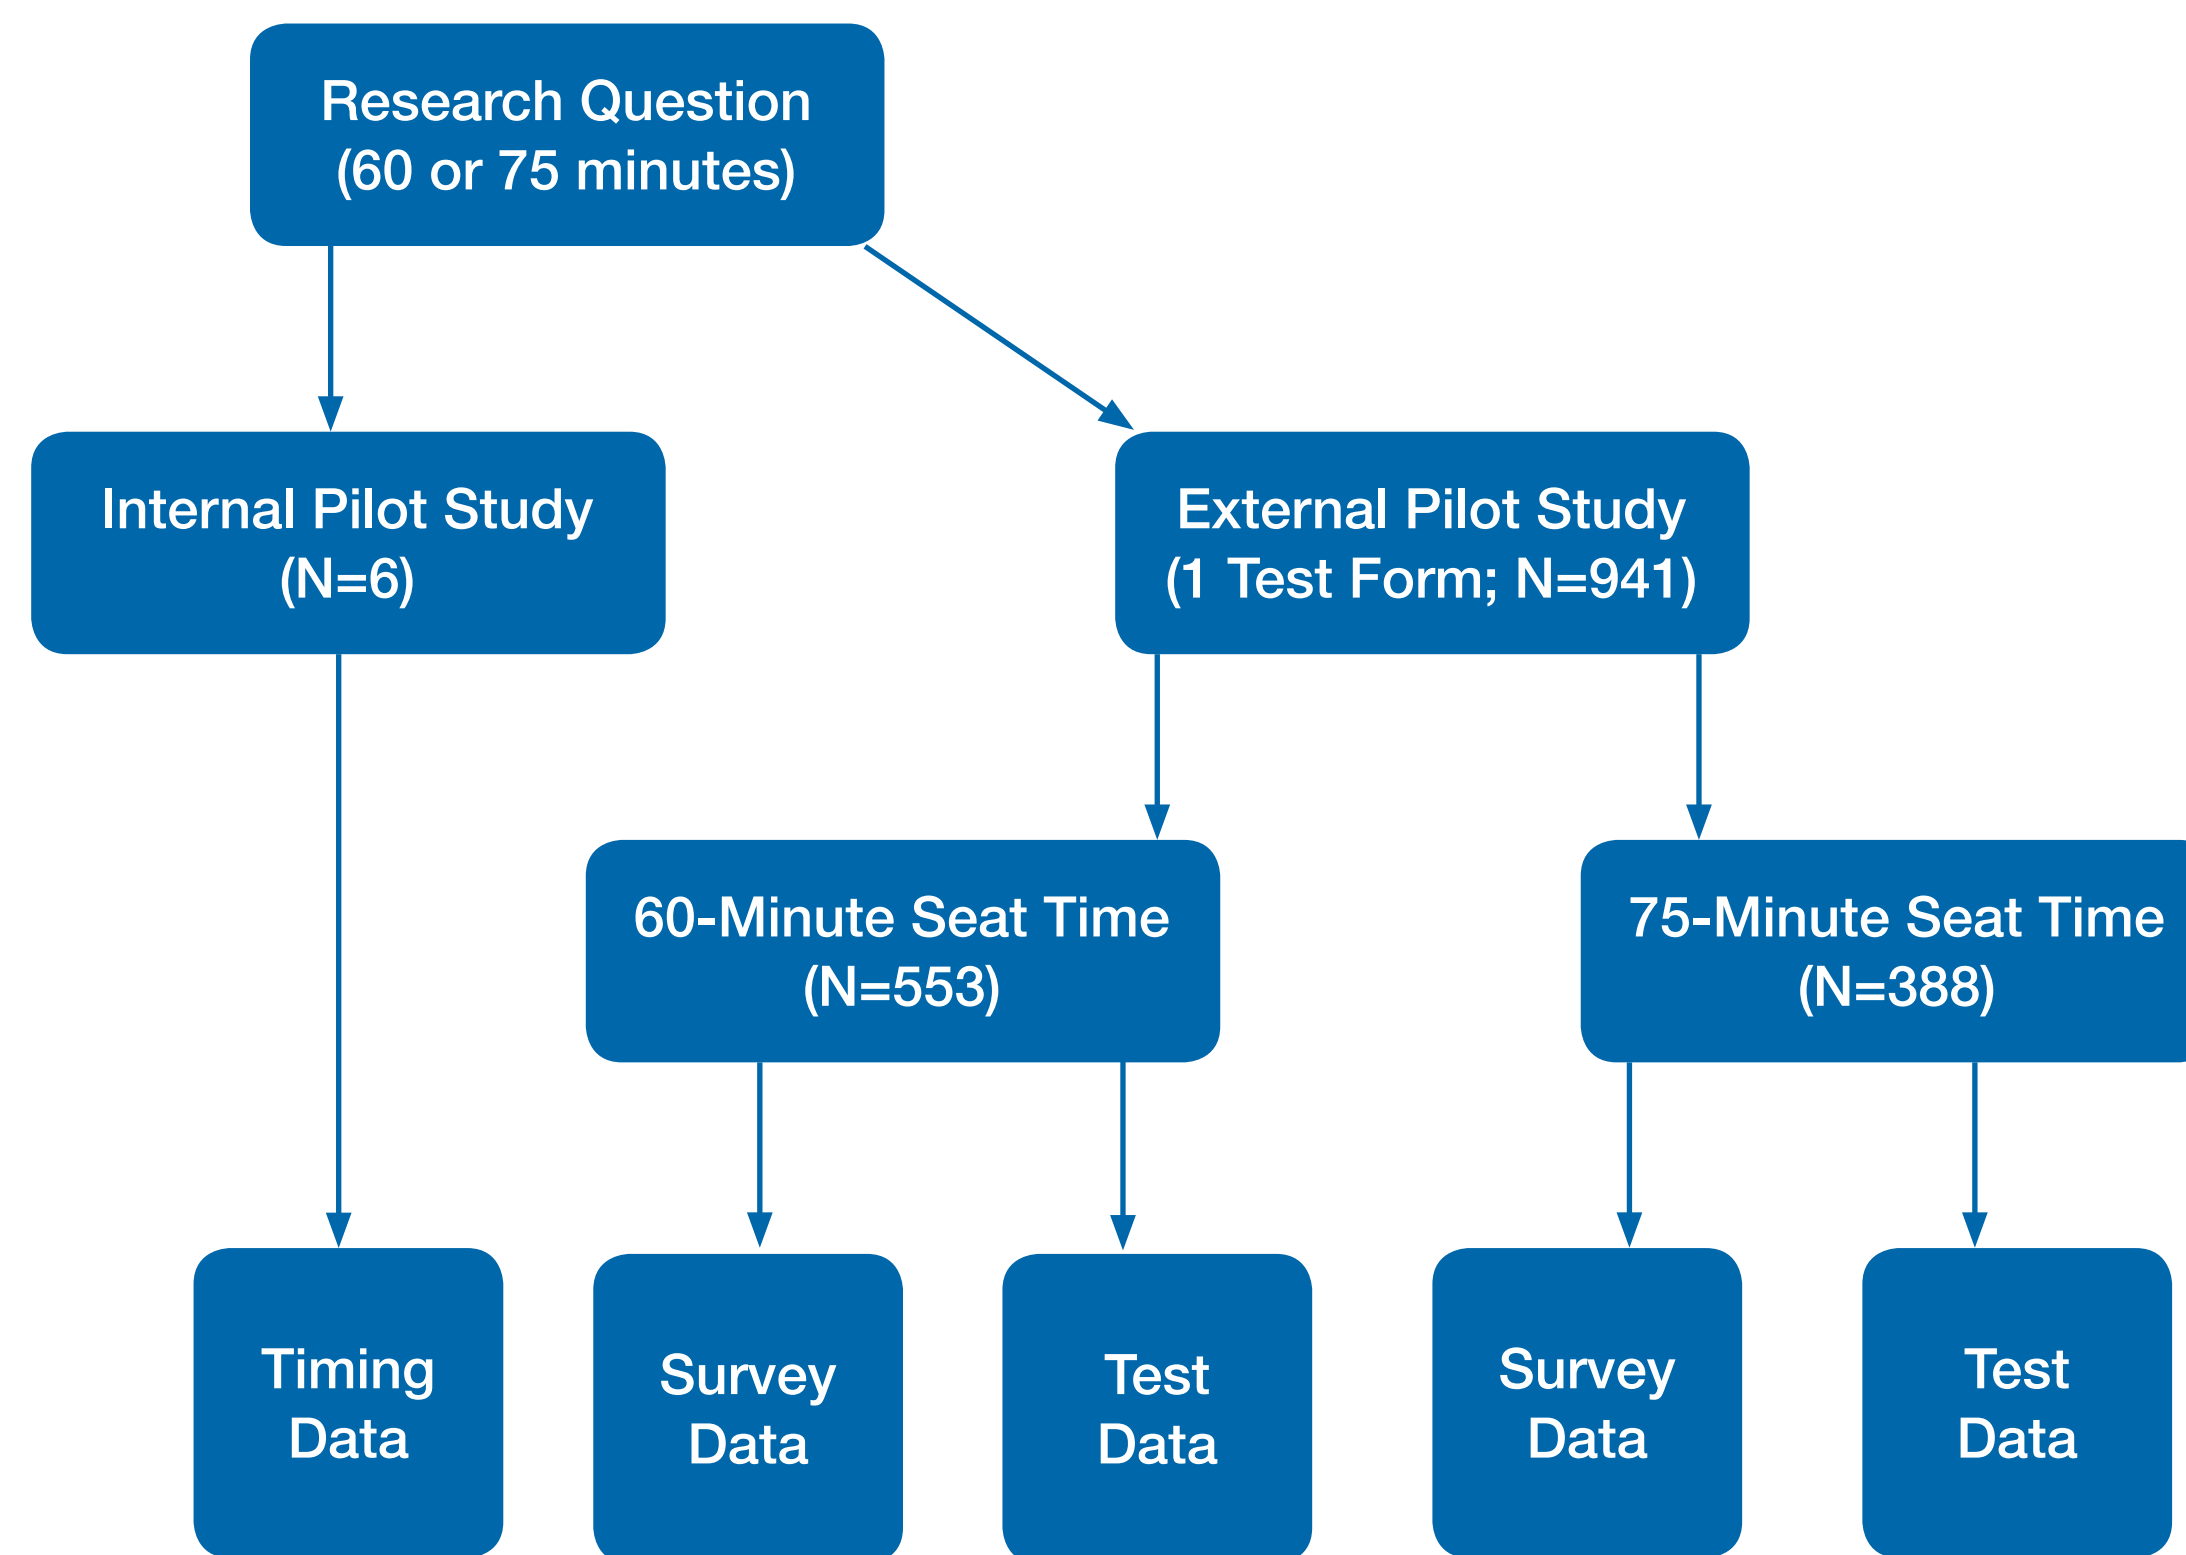 Research Question
(60 or 75 minutes)
Internal Pilot Study
(N=6)
External Pilot Study
(1 Test Form; N=941)
60-Minute Seat Time
(N=553)
75-Minute Seat Time
(N=388)
Timing
Data
Survey
Data
Test
Data
Survey
Data
Test
Data